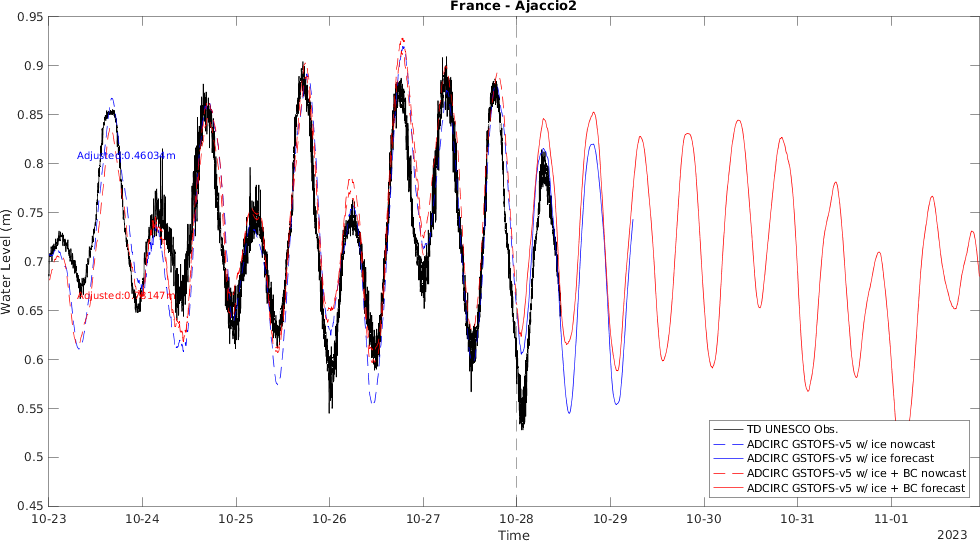 France - Ajaccio2
0.95
0.9
0.85
0.8
0.75
0.7
0.65
0.6
0.55
0.5
0.45
Water Level (m)
Adjusted:0.46034m
TD UNESCO Obs.
ADCIRC GSTOFS-v5 w/ ice nowcast
ADCIRC GSTOFS-v5 w/ ice forecast
ADCIRC GSTOFS-v5 w/ ice + BC nowcast
ADCIRC GSTOFS-v5 w/ ice + BC forecast
10-23 10-24 10-25 10-26 10-27 10-28 10-29 10-30 10-31 11-01
Time
2023